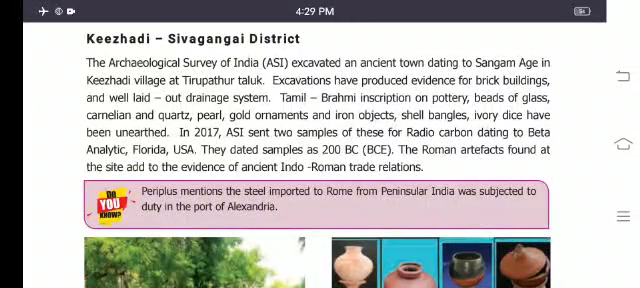 4:29 PM
Keezhadi – Sivagangai District
The Archaeological Survey of India (ASI) excavated an ancient town dating to Sangam Age in
Keezhadi village at Tirupathur taluk. Excavations have produced evidence for brick buildings,
and well laid – out drainage system. Tamil – Brahmi inscription on pottery, beads of glass,
carnelian and quartz, pearl, gold ornaments and iron objects, shell bangles, ivory dice have
been unearthed. In 2017, ASI sent two samples of these for Radio carbon dating to Beta
Analytic, Florida, USA. They dated samples as 200 BC (BCE). The Roman artefacts found at
the site add to the evidence of ancient Indo -Roman trade relations.
DO
YOU
KNOW?
Periplus mentions the steel imported to Rome from Peninsular India was subjected to
duty in the port of Alexandria.